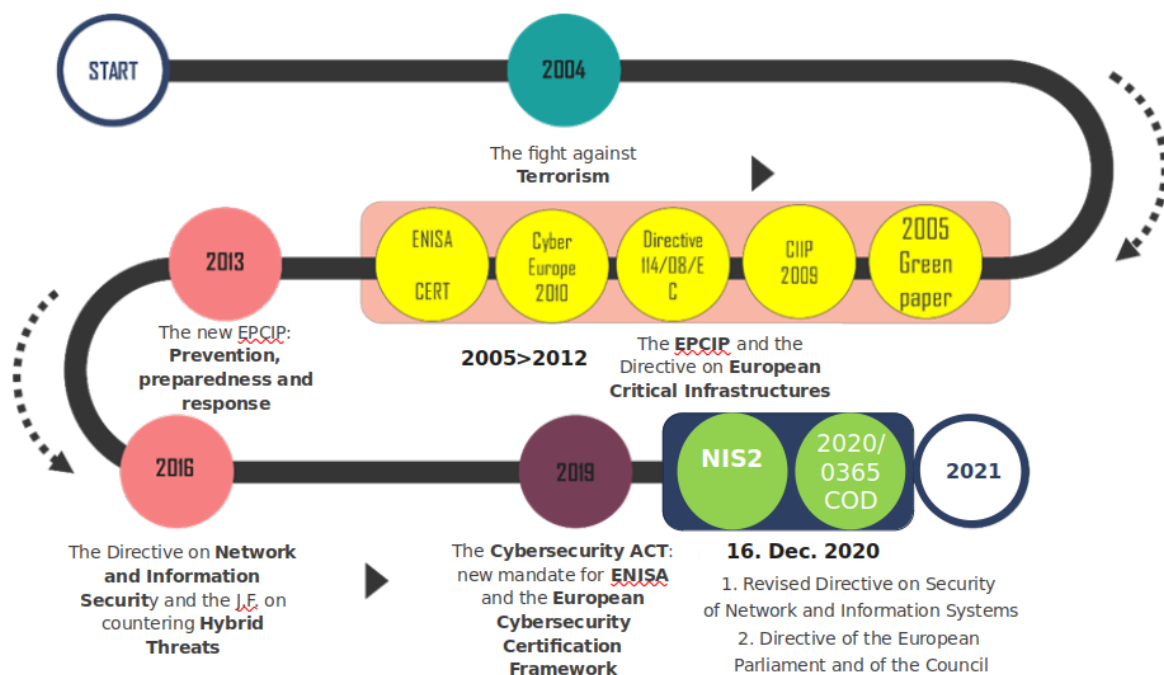 START
2004
The fight against
Terrorism
2013
ENISA
CERT
Cyber
Europe
2010
Directive
114/08/E
C
CIIP
2009
2005
Green
paper
The new EPCIP:
Prevention,
preparedness and
response
2005>2012
The EPCIP and the
Directive on European
Critical Infrastructures
2016
2019
NIS2
2020/
0365
COD
2021
The Directive on Network
and Information
Security and the J.F. on
countering Hybrid
Threats
The Cybersecurity ACT:
new mandate for ENISA
and the European
Cybersecurity
Certification
Framework
16. Dec. 2020
1. Revised Directive on Security
of Network and Information Systems
2. Directive of the European
Parliament and of the Council